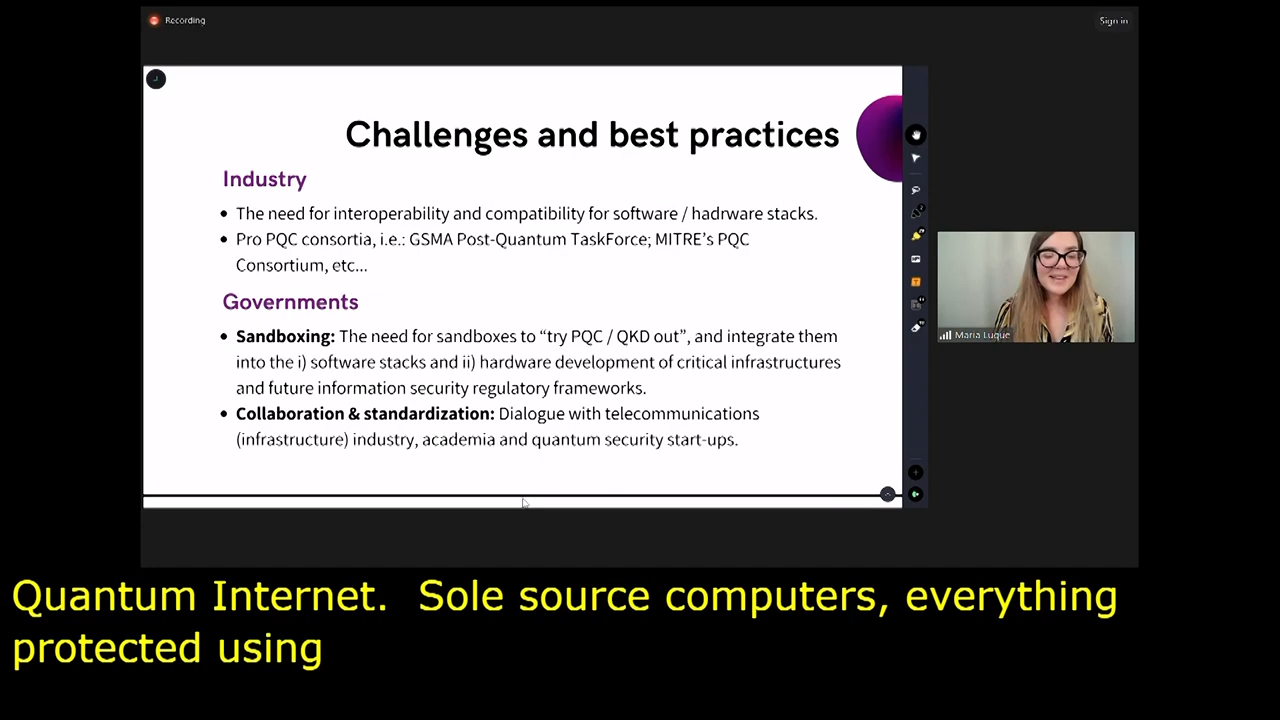 Recording
Sign in
Challenges and best practices
Industry
The need for interoperability and compatibility for software / hadrware stacks.
Pro PQC consortia, i.e.: GSMA Post-Quantum TaskForce; MITRE's PQC
Consortium, etc...
Governments
Sandboxing: The need for sandboxes to “try PQC / QKD out”, and integrate them
into the i) software stacks and ii) hardware development of critical infrastructures
and future information security regulatory frameworks.
Collaboration & standardization: Dialogue with telecommunications
(infrastructure) industry, academia and quantum security start-ups.
Maria Luque
Quantum Internet.  Sole source computers, everything
protected using